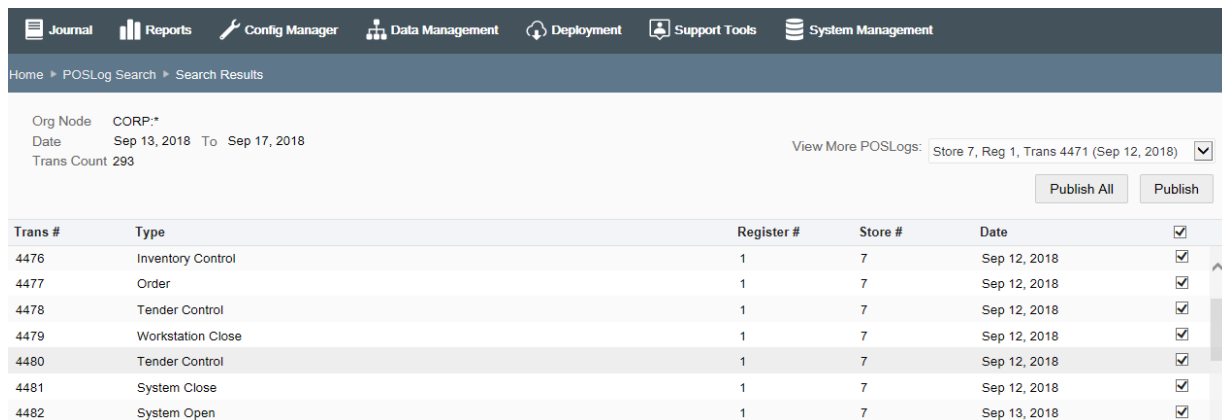 Journal Reports Config Manager Data Management Deployment Support Tools System Management
Home POSLog Search Search Results
Org Node CORP:*
Date Sep 13, 2018 To Sep 17, 2018
Trans Count 293
View More POSLogs: Store 7, Reg 1, Trans 4471 (Sep 12, 2018)
Publish All Publish
Trans # Type Register # Store # Date
4476 Inventory Control 1 7 Sep 12, 2018
4477 Order 1 7 Sep 12, 2018
4478 Tender Control 1 7 Sep 12, 2018
4479 Workstation Close 1 7 Sep 12, 2018
4480 Tender Control 1 7 Sep 12, 2018
4481 System Close 1 7 Sep 12, 2018
4482 System Open 1 7 Sep 13, 2018